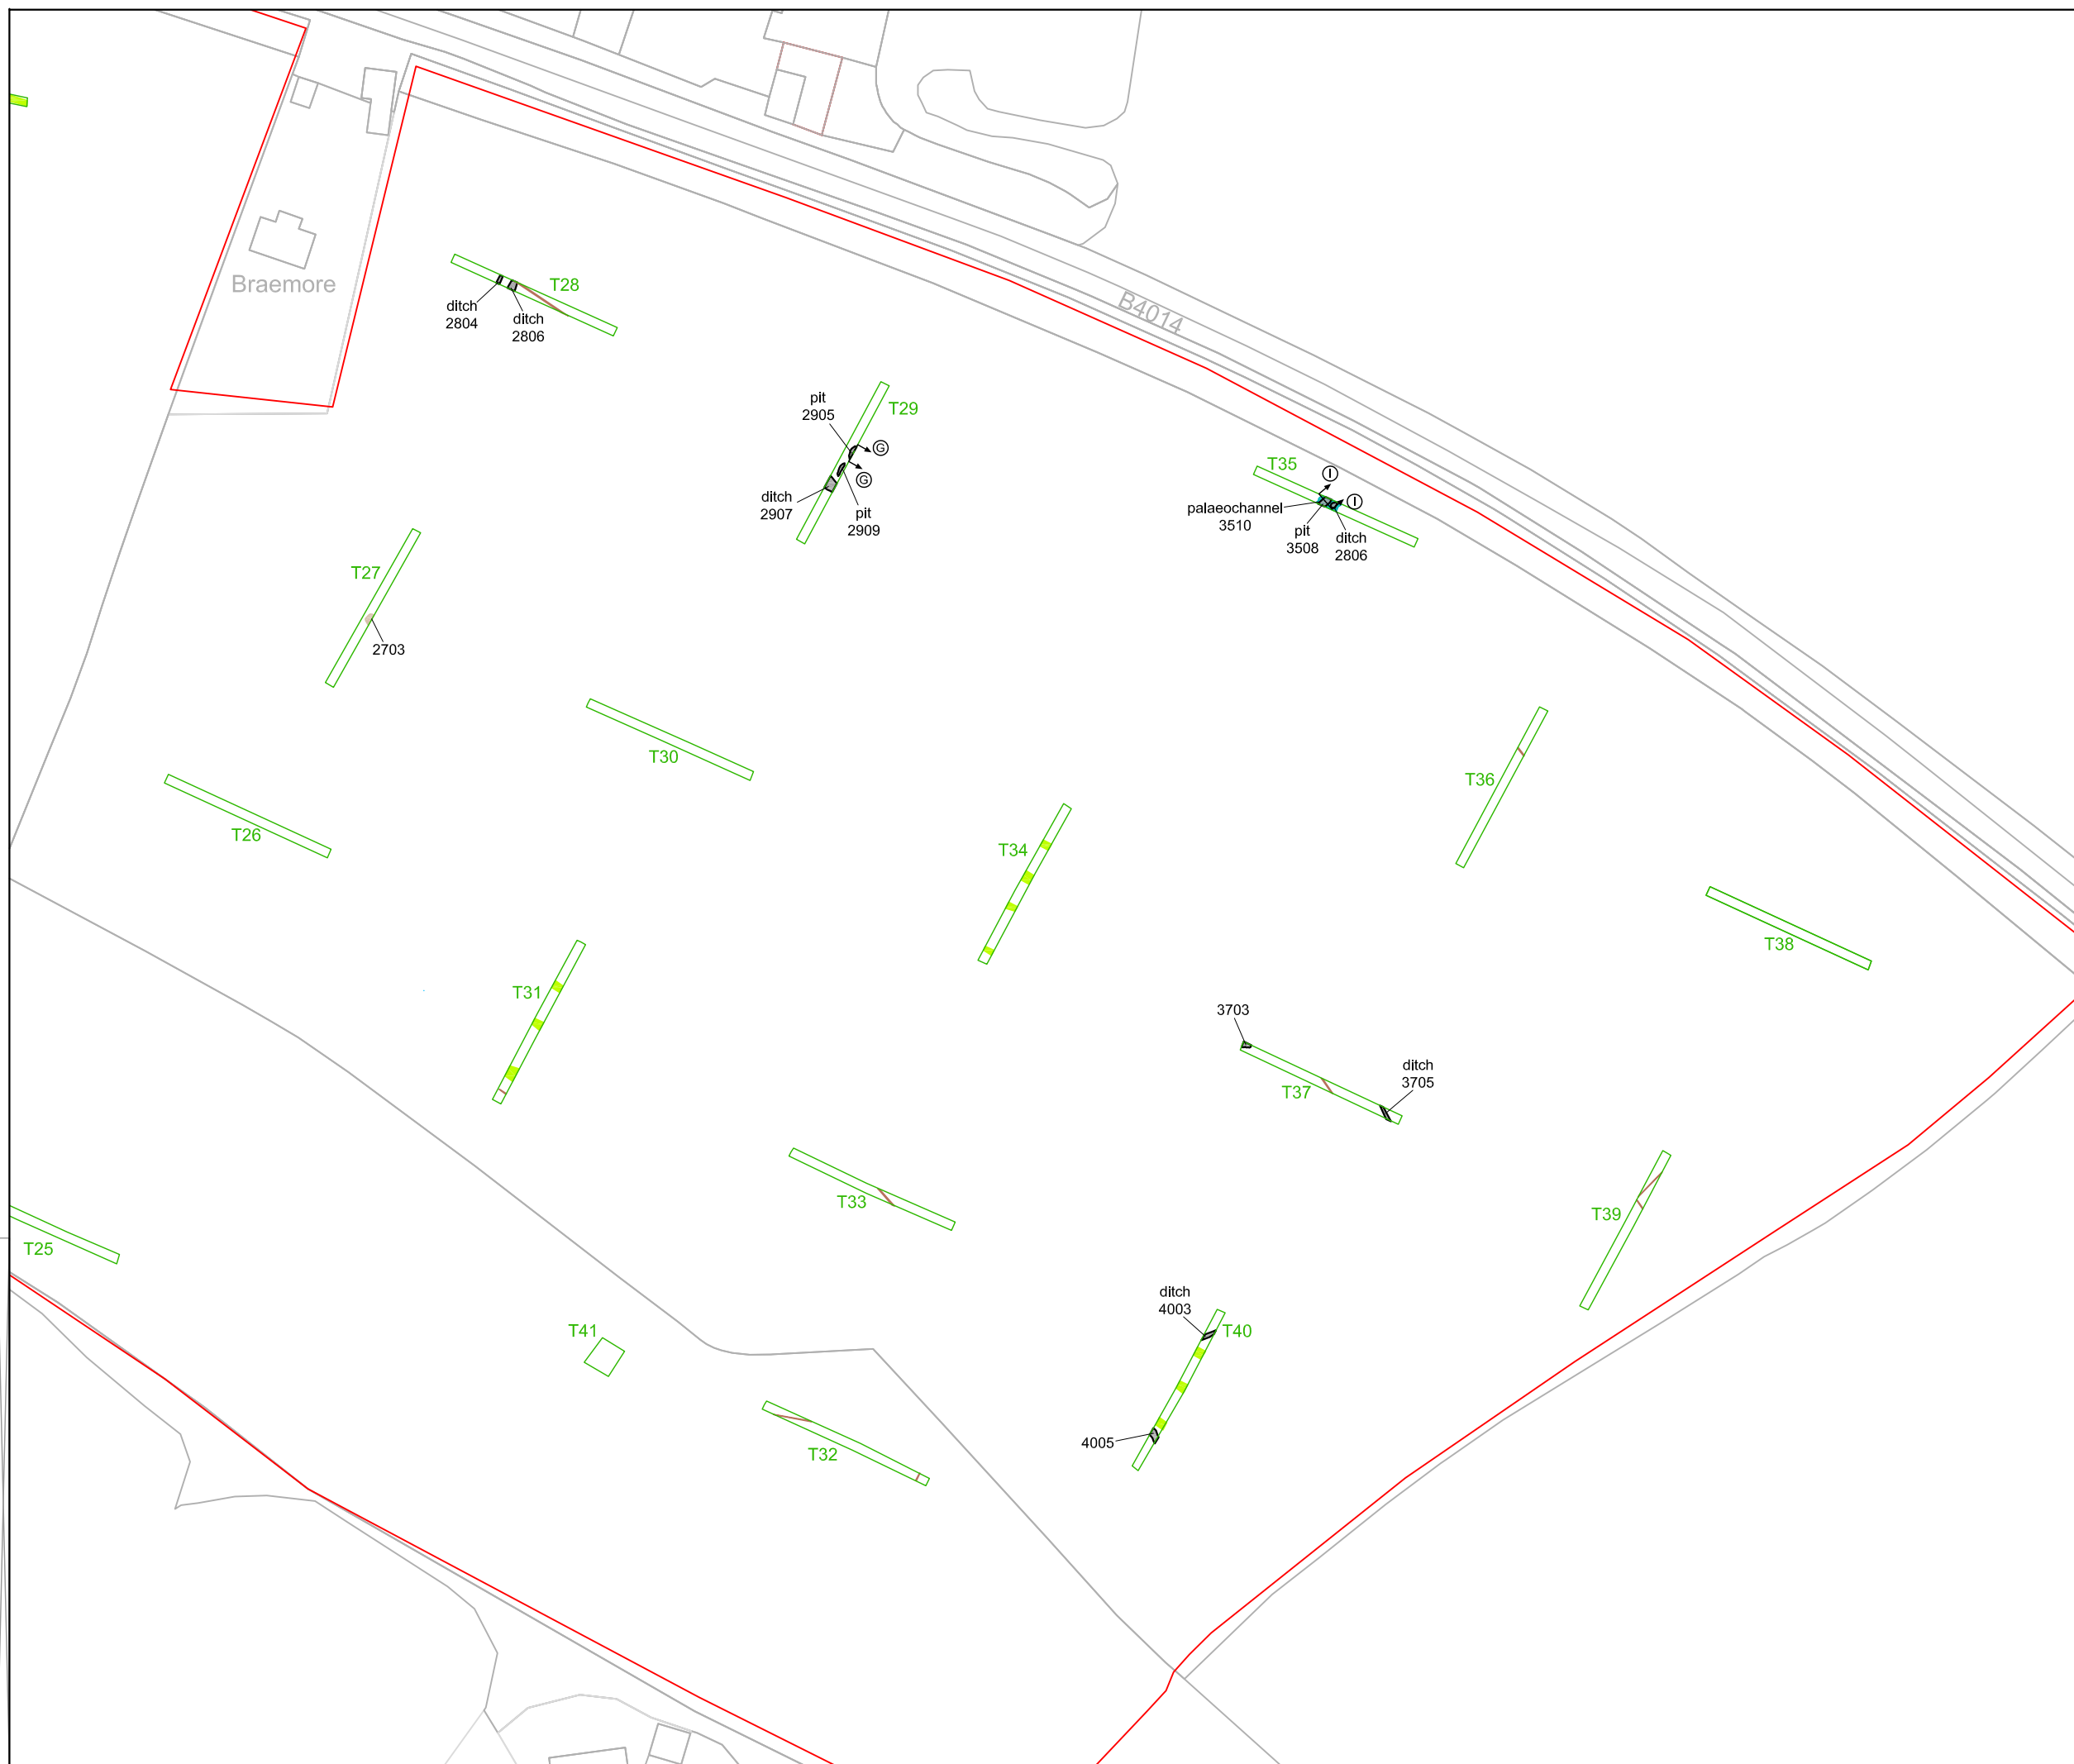 Braemore
B4014
T28
ditch
2804
ditch
2806
pit
2905
T29
G
G
ditch
2907
pit
2909
T35
I
I
palaeochannel
3510
pit
3508
ditch
2806
T27
2703
T30
T36
T26
T34
T38
T31
3703
ditch
3705
T37
T33
T39
T25
ditch
4003
T41
T40
4005
T32